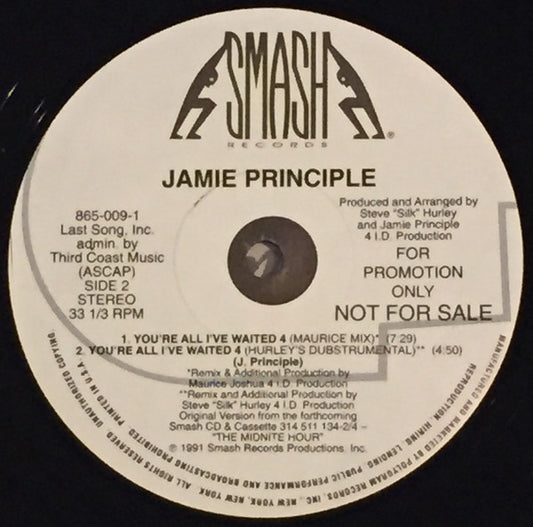 SMASH®
RECORDS
JAMIE PRINCIPLE
865-009-1
Last Song, Inc.
admin. by
Third Coast Music
(ASCAP)
SIDE 2
STEREO
33 1/3 RPM
Produced and Arranged by
Steve "Silk" Hurley
and Jamie Principle
4 I.D. Production
FOR
PROMOTION
ONLY
NOT FOR SALE
1. YOU'RE ALL I'VE WAITED 4 (MAURICE MIX)* (7:29)
2. YOU'RE ALL I'VE WAITED 4 (HURLEY'S DUBSTRUMENTAL)** (4:50)
(J. Principle)
*Remix & Additional Production by
Maurice Joshua 4 I.D. Production
**Remix and Additional Production by
Steve "Silk" Hurley 4 I.D. Production
Original Version from the forthcoming
Smash CD & Cassette 314 511 134-2/4 –
"THE MIDNITE HOUR"
℗ 1991 Smash Records Productions, Inc.
MANUFACTURED AND MARKETED BY POLYGRAM RECORDS, INC., NEW YORK, NEW YORK. ALL RIGHTS RESERVED. UNAUTHORIZED COPYING,
REPRODUCTION, HIRING, LENDING, PUBLIC PERFORMANCE AND BROADCASTING PROHIBITED. PRINTED IN U.S.A.